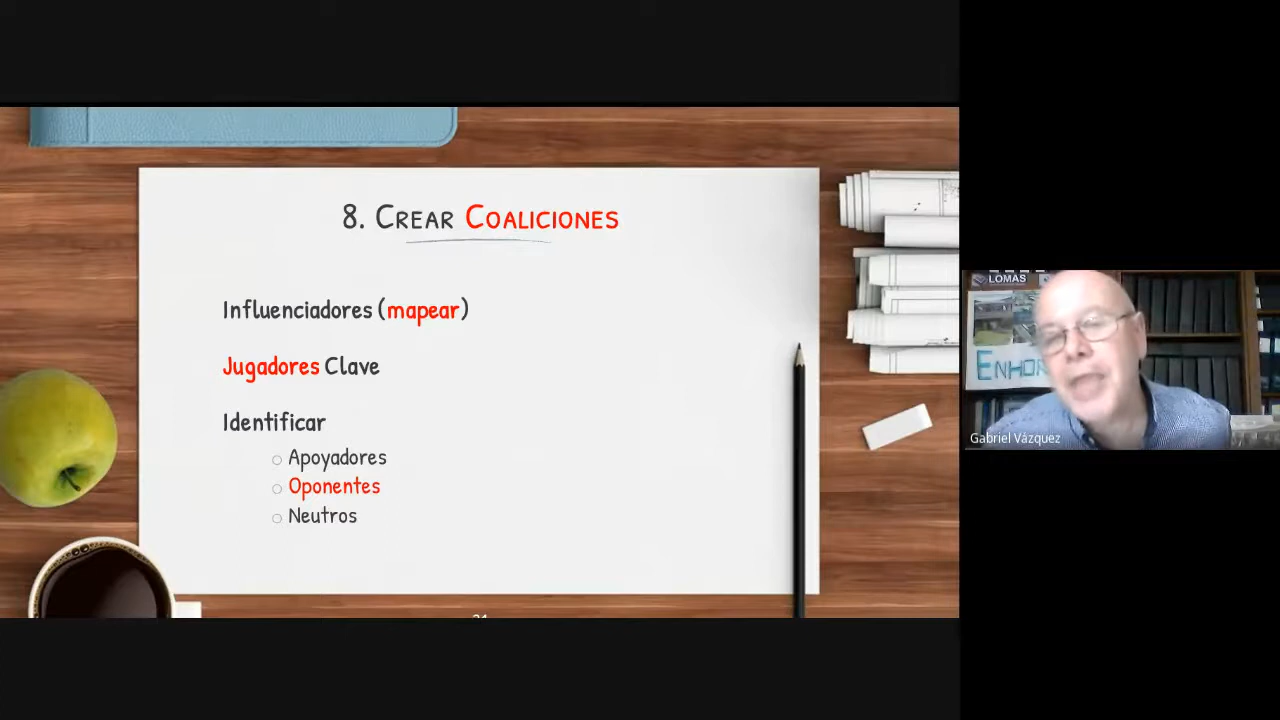 8. CREAR COALICIONES
Influenciadores (mapear)
Jugadores Clave
Identificar
Apoyadores
Oponentes
Neutros
LOMAS
Gabriel Vázquez